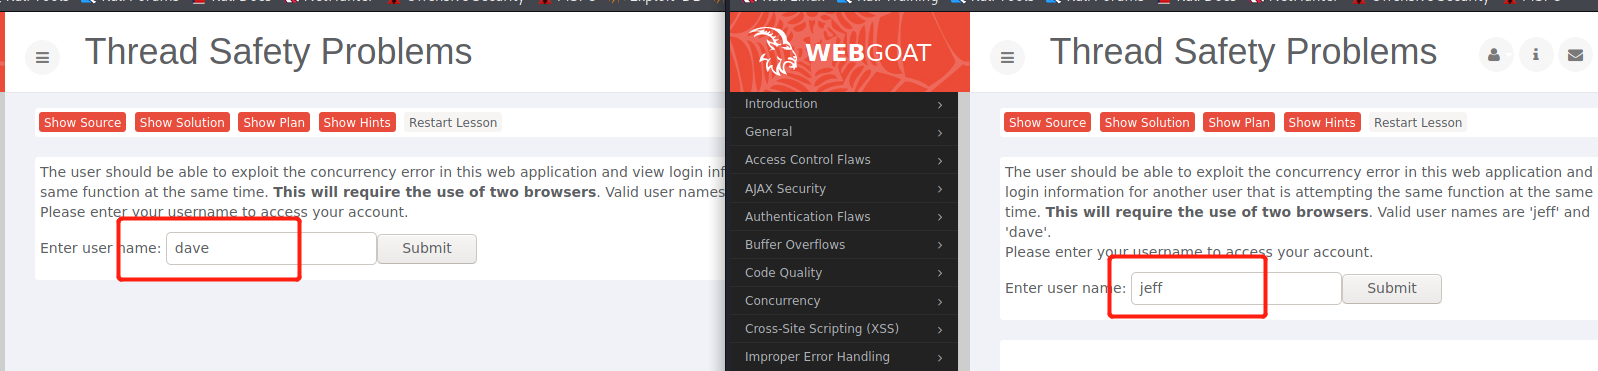 Thread Safety Problems
Show Source Show Solution Show Plan Show Hints Restart Lesson
The user should be able to exploit the concurrency error in this web application and view login
same function at the same time. This will require the use of two browsers. Valid user names
Please enter your username to access your account.
Enter user name: dave Submit
WEBGOAT
Introduction
General
Access Control Flaws
AJAX Security
Authentication Flaws
Buffer Overflows
Code Quality
Concurrency
Cross-Site Scripting (XSS)
Improper Error Handling
Thread Safety Problems
Show Source Show Solution Show Plan Show Hints Restart Lesson
The user should be able to exploit the concurrency error in this web application and
login information for another user that is attempting the same function at the same
time. This will require the use of two browsers. Valid user names are 'jeff' and
'dave'.
Please enter your username to access your account.
Enter user name: jeff Submit